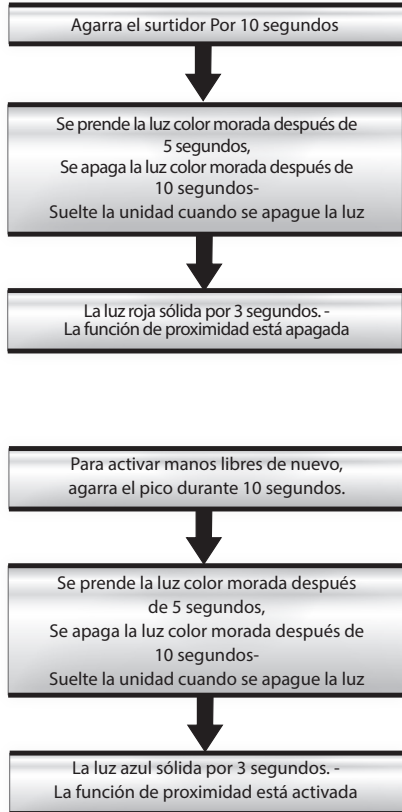 Agarra el surtidor Por 10 segundos
Se prende la luz color morada después de
5 segundos,
Se apaga la luz color morada después de
10 segundos-
Suelte la unidad cuando se apague la luz
La luz roja sólida por 3 segundos. -
La función de proximidad está apagada
Para activar manos libres de nuevo,
agarra el pico durante 10 segundos.
Se prende la luz color morada después
de 5 segundos,
Se apaga la luz color morada después de
10 segundos-
Suelte la unidad cuando se apague la luz
La luz azul sólida por 3 segundos. -
La función de proximidad está activada